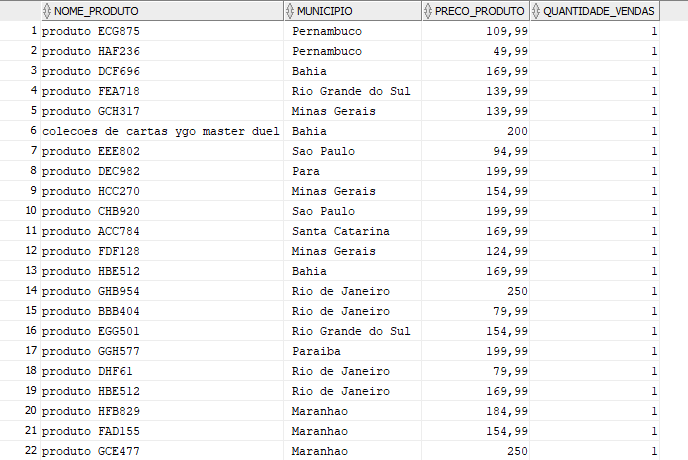 NOME_PRODUTO MUNICIPIO PRECO_PRODUTO QUANTIDADE_VENDAS
1 produto ECG875 Pernambuco 109,99 1
2 produto HAF236 Pernambuco 49,99 1
3 produto DCF696 Bahia 169,99 1
4 produto FEA718 Rio Grande do Sul 139,99 1
5 produto GCH317 Minas Gerais 139,99 1
6 colecoes de cartas ygo master duel Bahia 200 1
7 produto EEE802 Sao Paulo 94,99 1
8 produto DEC982 Para 199,99 1
9 produto HCC270 Minas Gerais 154,99 1
10 produto CHB920 Sao Paulo 199,99 1
11 produto ACC784 Santa Catarina 169,99 1
12 produto FDF128 Minas Gerais 124,99 1
13 produto HBE512 Bahia 169,99 1
14 produto GHB954 Rio de Janeiro 250 1
15 produto BBB404 Rio de Janeiro 79,99 1
16 produto EGG501 Rio Grande do Sul 154,99 1
17 produto GGH577 Paraiba 199,99 1
18 produto DHF61 Rio de Janeiro 79,99 1
19 produto HBE512 Rio de Janeiro 169,99 1
20 produto HFB829 Maranhao 184,99 1
21 produto FAD155 Maranhao 154,99 1
22 produto GCE477 Maranhao 250 1